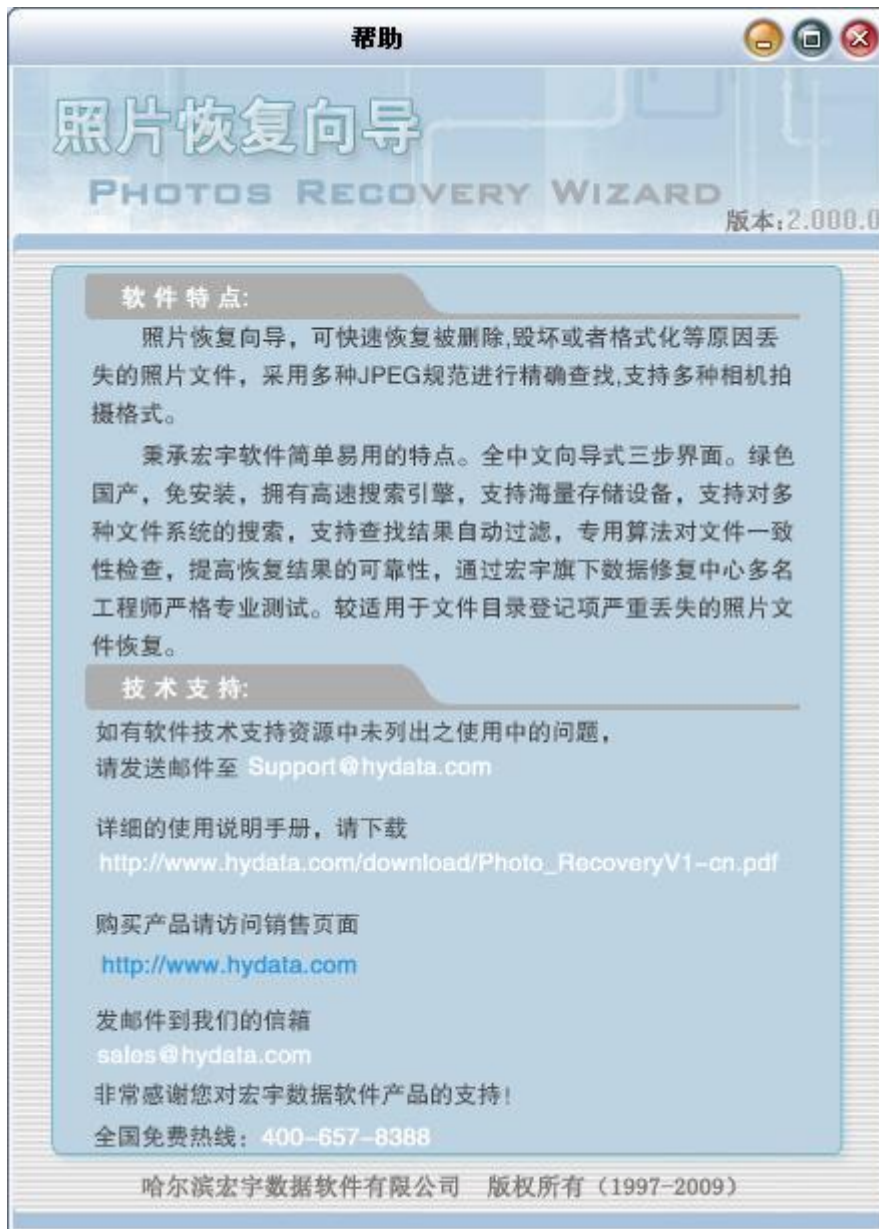 帮助
照片恢复向导
PHOTOS RECOVERY WIZARD
版本:2.000.0
软件特点:
照片恢复向导，可快速恢复被删除,毁坏或者格式化等原因丢
失的照片文件，采用多种JPEG规范进行精确查找,支持多种相机拍
摄格式。
秉承宏宇软件简单易用的特点。全中文向导式三步界面。绿色
国产，免安装，拥有高速搜索引擎，支持海量存储设备，支持对多
种文件系统的搜索，支持查找结果自动过滤，专用算法对文件一致
性检查，提高恢复结果的可靠性，通过宏宇旗下数据修复中心多名
工程师严格专业测试。较适用于文件目录登记项严重丢失的照片文
件恢复。
技术支持:
如有软件技术支持资源中未列出之使用中的问题，
请发送邮件至 Support@hydata.com
详细的使用说明手册，请下载
http://www.hydata.com/download/Photo_RecoveryV1-cn.pdf
购买产品请访问销售页面
http://www.hydata.com
发邮件到我们的信箱
sales@hydata.com
非常感谢您对宏宇数据软件产品的支持!
全国免费热线：400-657-8388
哈尔滨宏宇数据软件有限公司 版权所有（1997-2009）